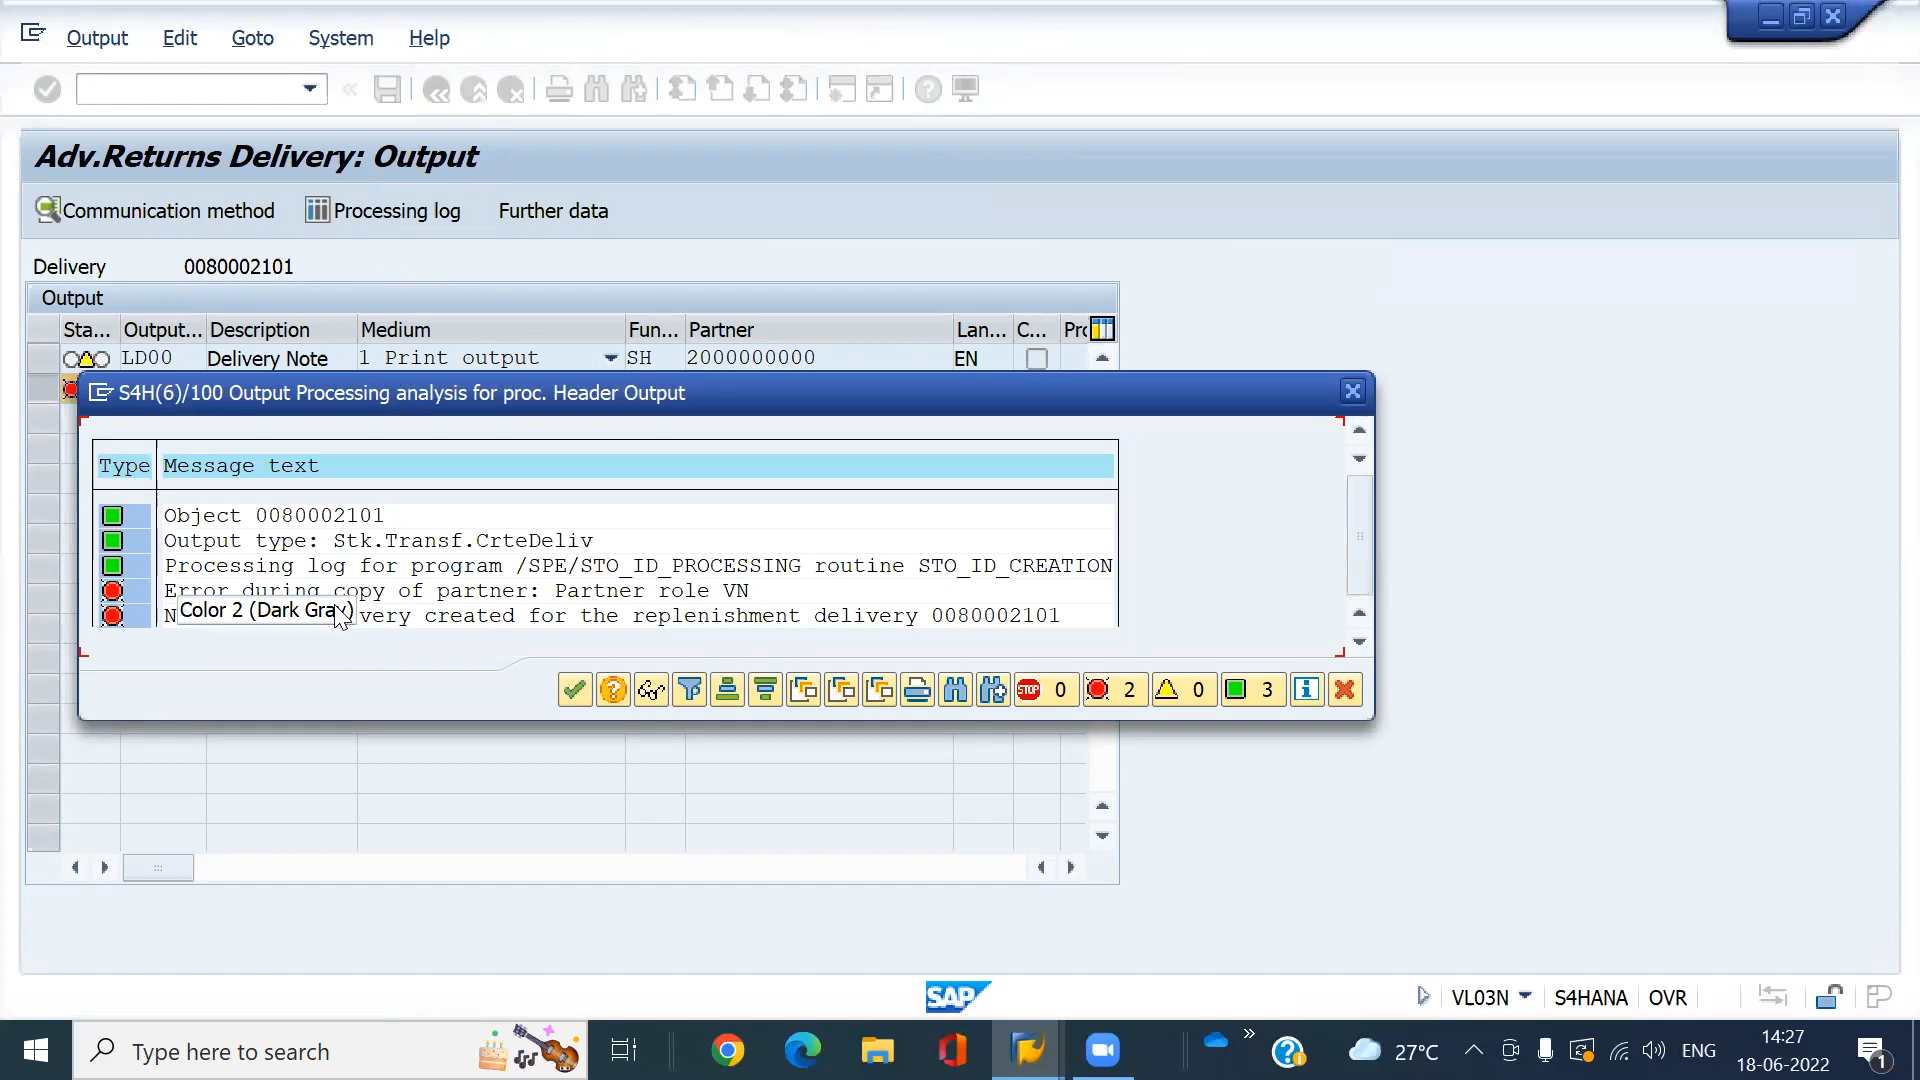 Output Edit Goto System Help
Adv.Returns Delivery: Output
Communication method Processing log Further data
Delivery 0080002101
Output
Sta... Output... Description Medium Fun... Partner Lan... C... Pro
LD00 Delivery Note 1 Print output SH 2000000000 EN
S4H(6)/100 Output Processing analysis for proc. Header Output
Type Message text
Object 0080002101
Output type: Stk.Transf.CrteDeliv
Processing log for program /SPE/STO_ID_PROCESSING routine STO_ID_CREATION
Error during copy of partner: Partner role VN
Color 2 (Dark Gray)
very created for the replenishment delivery 0080002101
STOP 0 2 0 3
SAP
VL03N S4HANA OVR
Type here to search
27°C ENG
14:27
18-06-2022
1